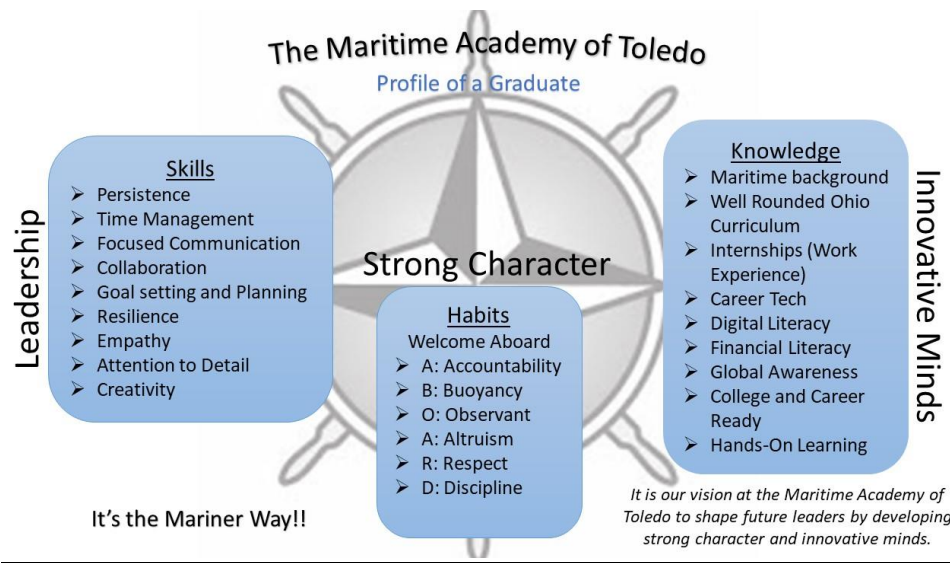 The Maritime Academy of Toledo
Profile of a Graduate
Leadership
Skills
➢ Persistence
➢ Time Management
➢ Focused Communication
➢ Collaboration
➢ Goal setting and Planning
➢ Resilience
➢ Empathy
➢ Attention to Detail
➢ Creativity
Strong Character
Habits
Welcome Aboard
➢ A: Accountability
➢ B: Buoyancy
➢ O: Observant
➢ A: Altruism
➢ R: Respect
➢ D: Discipline
Knowledge
➢ Maritime background
➢ Well Rounded Ohio
Curriculum
➢ Internships (Work
Experience)
➢ Career Tech
➢ Digital Literacy
➢ Financial Literacy
➢ Global Awareness
➢ College and Career
Ready
➢ Hands-On Learning
Innovative Minds
It's the Mariner Way!!
It is our vision at the Maritime Academy of
Toledo to shape future leaders by developing
strong character and innovative minds.